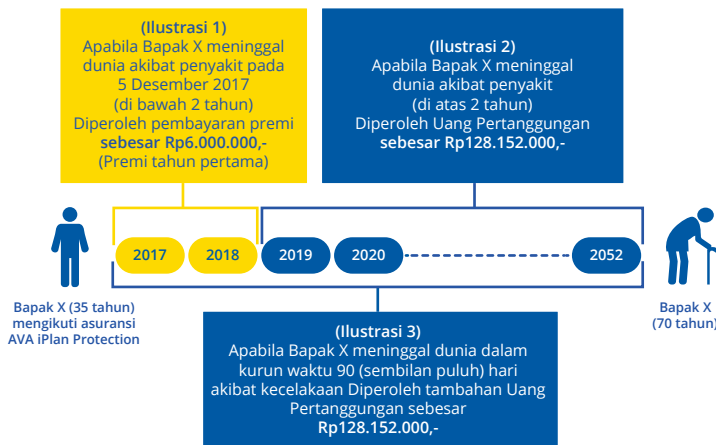 (Ilustrasi 1)
Apabila Bapak X meninggal
dunia akibat penyakit pada
5 Desember 2017
(di bawah 2 tahun)
Diperoleh pembayaran premi
sebesar Rp6.000.000,-
(Premi tahun pertama)
(Ilustrasi 2)
Apabila Bapak X meninggal
dunia akibat penyakit
(di atas 2 tahun)
Diperoleh Uang Pertanggungan
sebesar Rp128.152.000,-
2017
2018
2019
2020
2052
Bapak X (35 tahun)
mengikuti asuransi
AVA iPlan Protection
Bapak X
(70 tahun)
(Ilustrasi 3)
Apabila Bapak X meninggal dunia dalam
kurun waktu 90 (sembilan puluh) hari
akibat kecelakaan Diperoleh tambahan Uang
Pertanggungan sebesar
Rp128.152.000,-